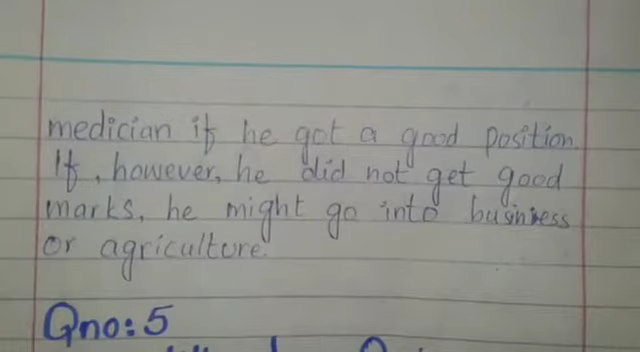 medician if he got a good position.
If, however, he did not get good
marks, he might go into business
or agriculture.
Qno: 5